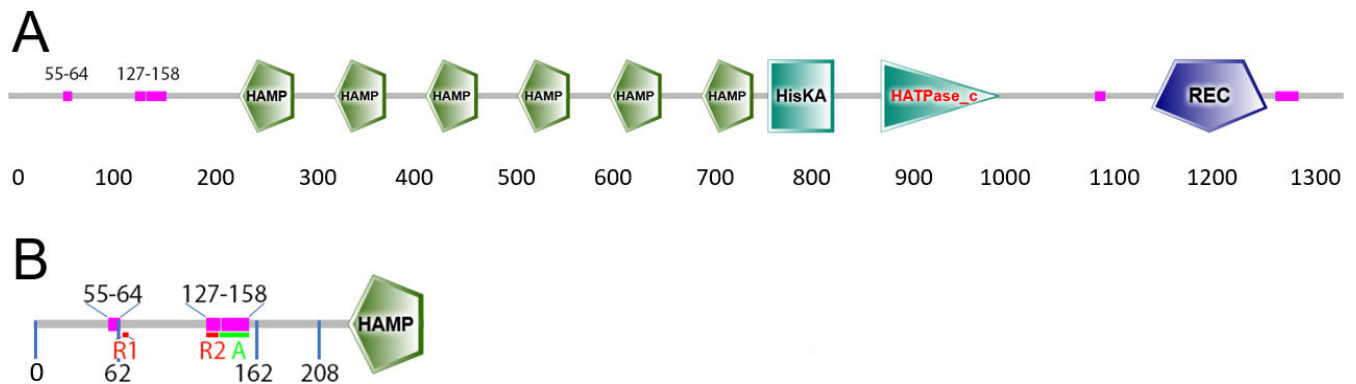 A
55-64 127-158
HAMP HAMP HAMP HAMP HAMP HAMP HisKA HATPase_c REC
0 100 200 300 400 500 600 700 800 900 1000 1100 1200 1300
B
55-64 127-158
HAMP
R1 R2 A
0 62 162 208